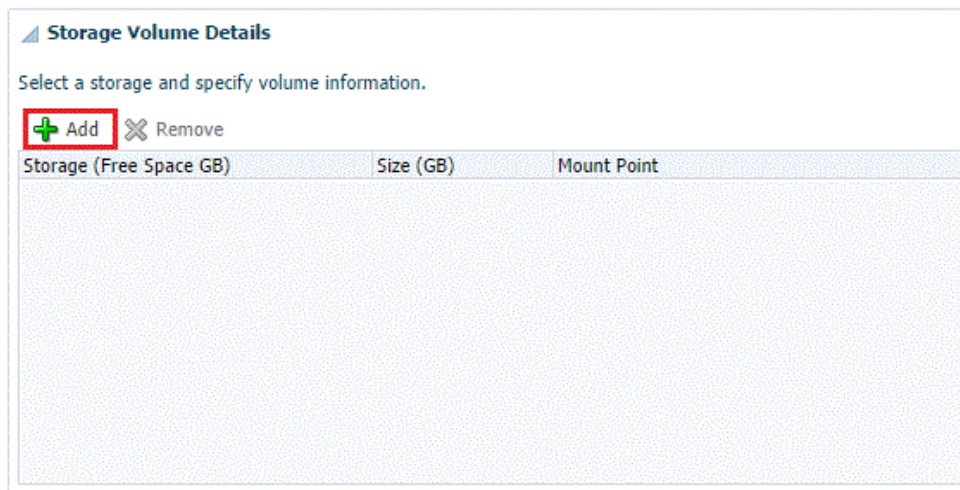 Storage Volume Details
Select a storage and specify volume information.
Add Remove
Storage (Free Space GB) Size (GB) Mount Point